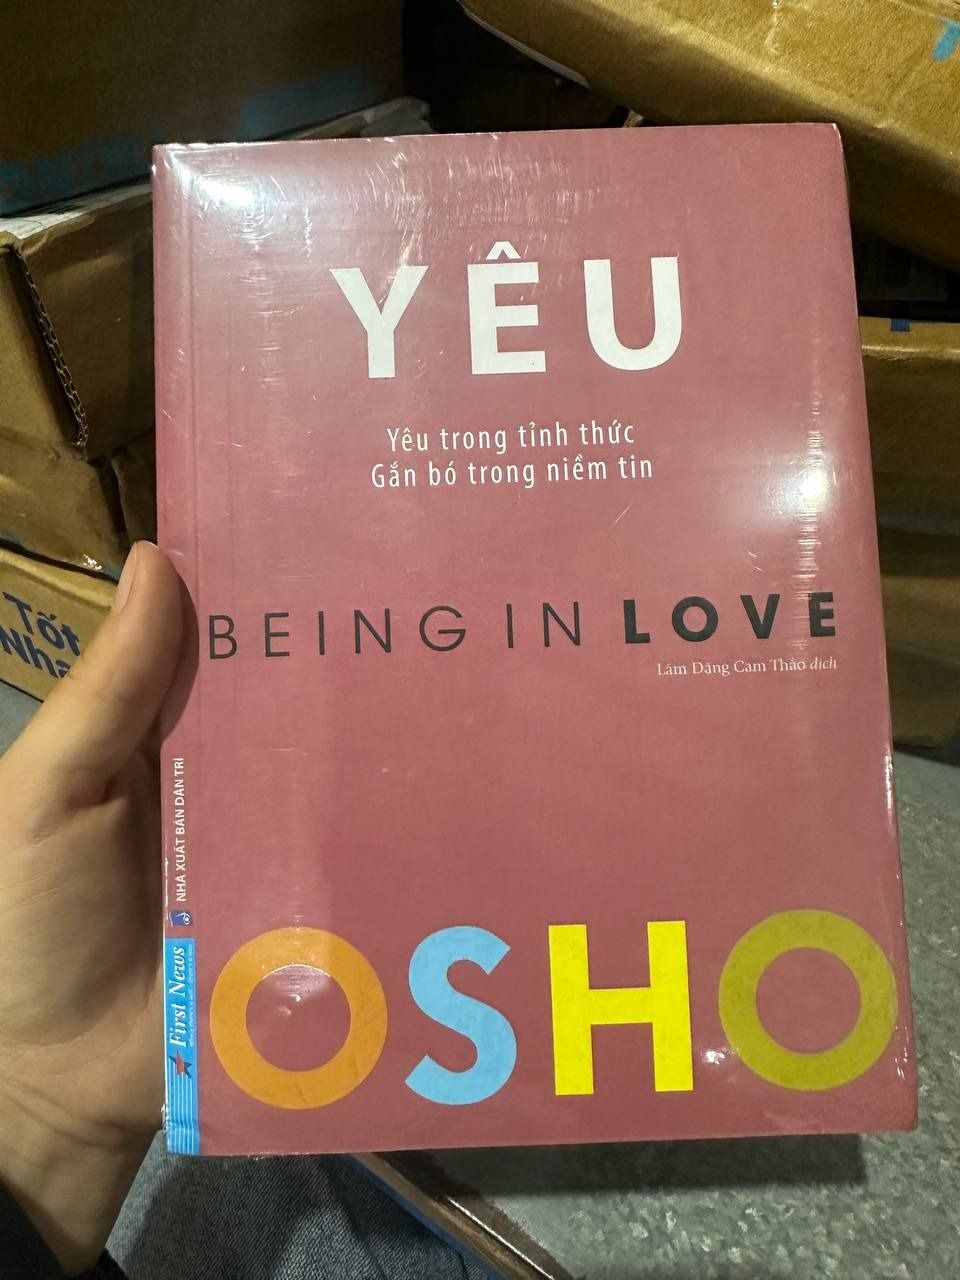 YÊU
Yêu trong tỉnh thức
Gắn bó trong niềm tin
BEING IN LOVE
Lâm Đặng Cam Thảo dịch
OSHO
NHÀ XUẤT BẢN DÂN TRÍ
First News
Tốt
Nha